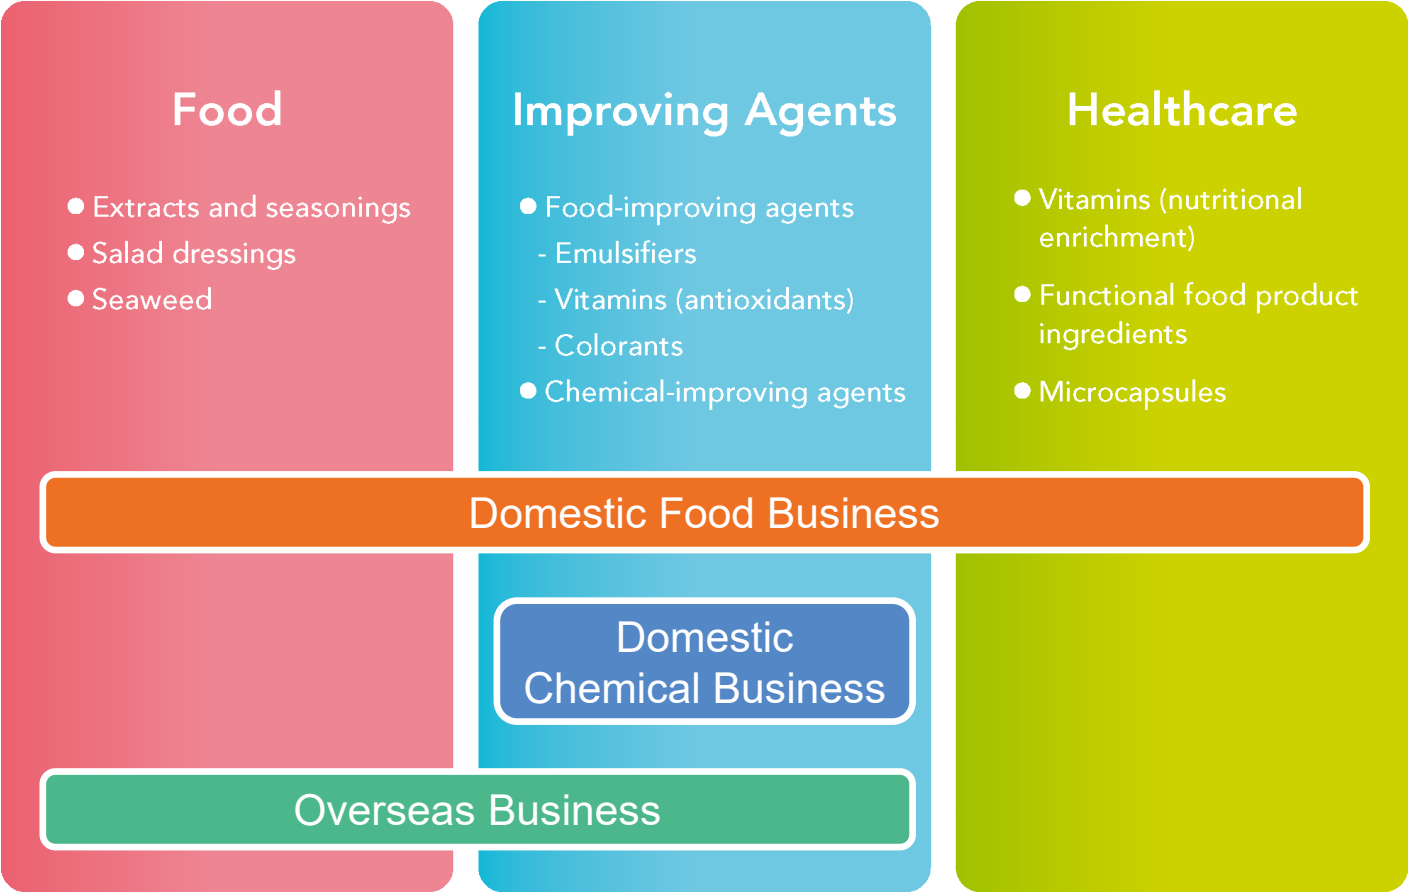 Food
● Extracts and seasonings
● Salad dressings
● Seaweed
Improving Agents
● Food-improving agents
- Emulsifiers
- Vitamins (antioxidants)
- Colorants
● Chemical-improving agents
Healthcare
● Vitamins (nutritional
enrichment)
● Functional food product
ingredients
● Microcapsules
Domestic Food Business
Domestic
Chemical Business
Overseas Business